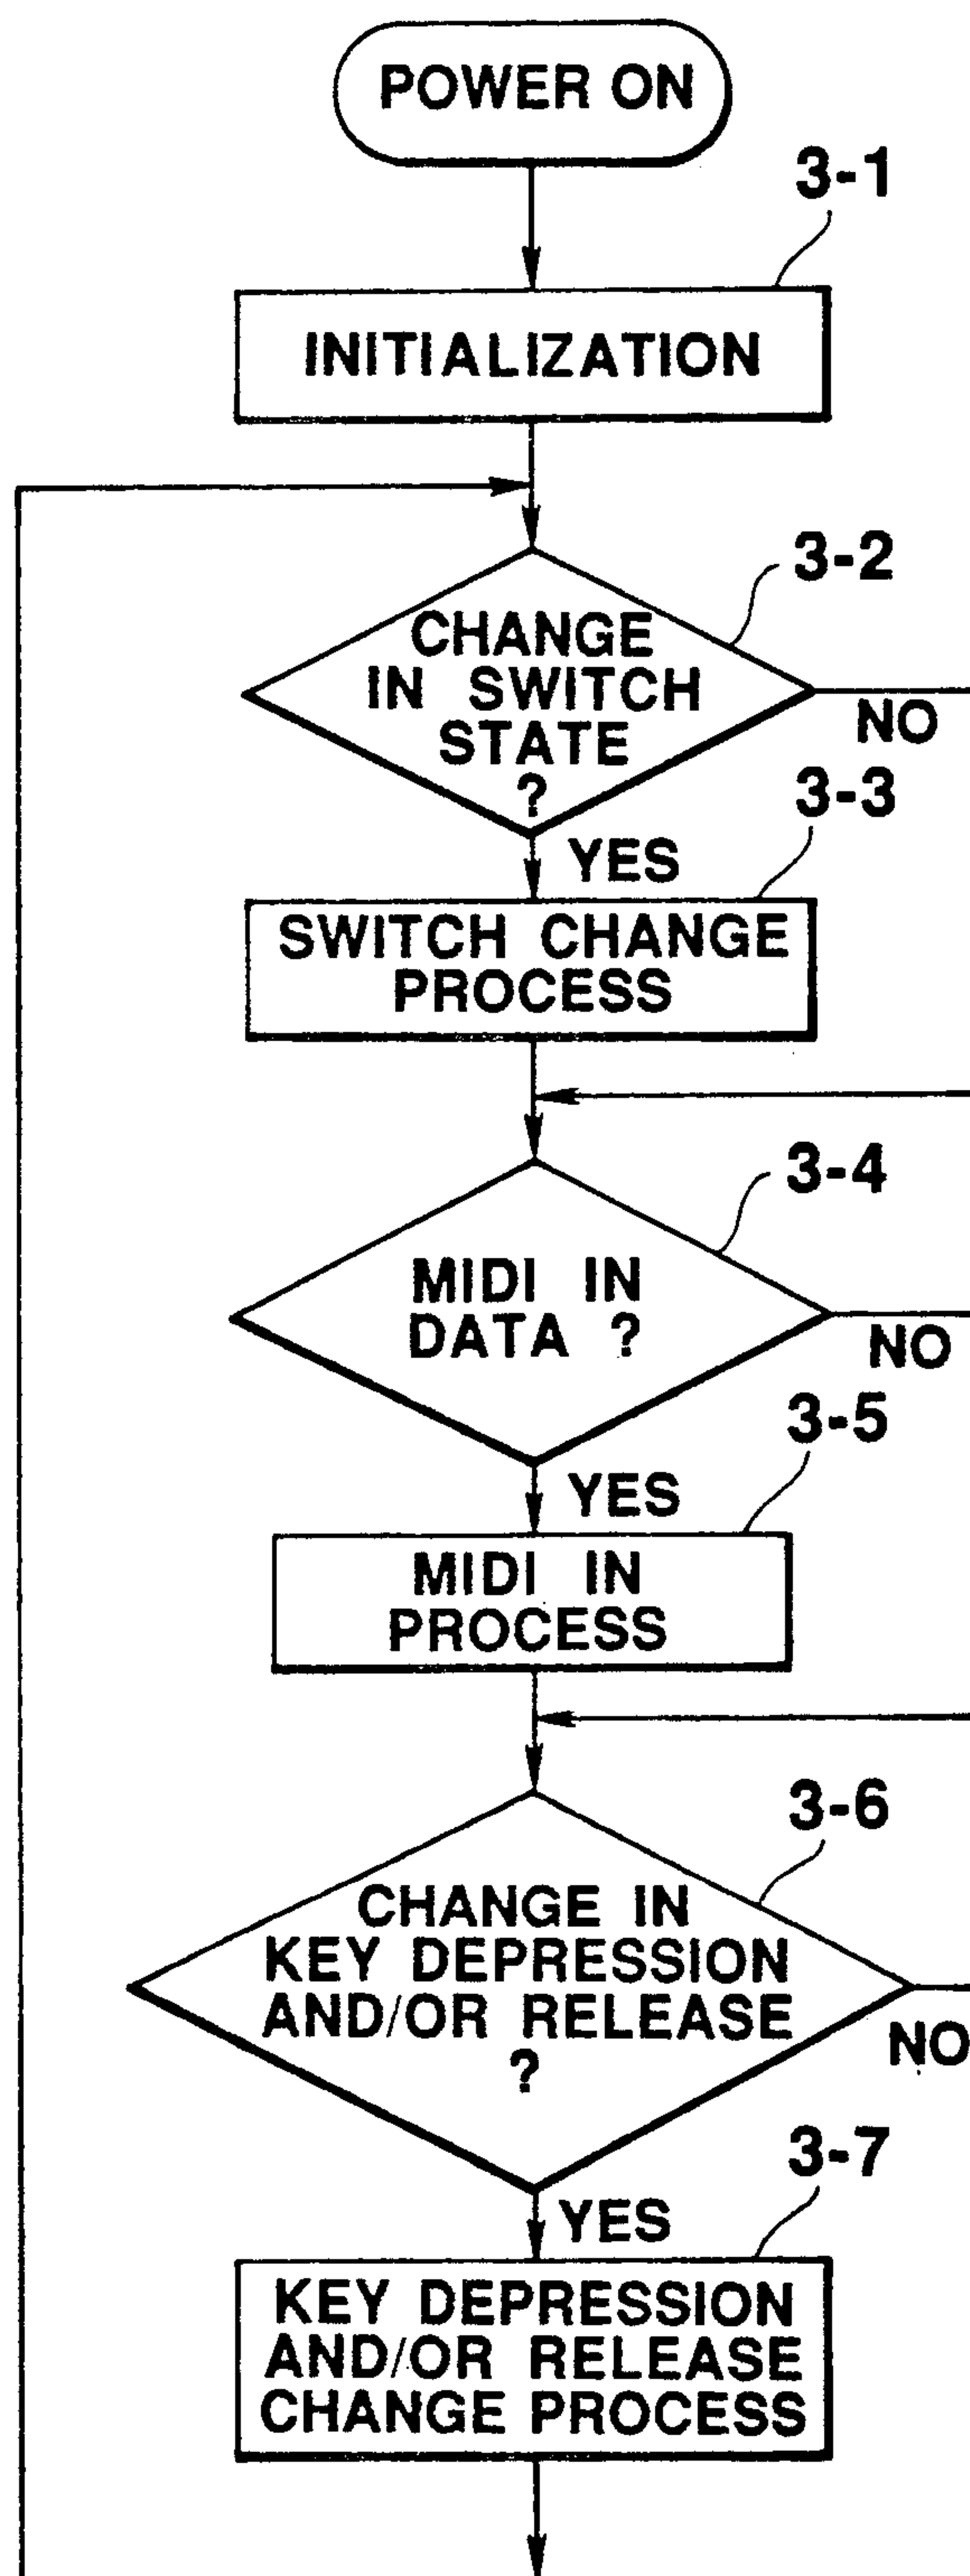 POWER ON
3-1
INITIALIZATION
3-2
CHANGE
IN SWITCH
STATE
?
NO
3-3
YES
SWITCH CHANGE
PROCESS
3-4
MIDI IN
DATA ?
NO
3-5
YES
MIDI IN
PROCESS
3-6
CHANGE IN
KEY DEPRESSION
AND/OR RELEASE
?
NO
3-7
YES
KEY DEPRESSION
AND/OR RELEASE
CHANGE PROCESS